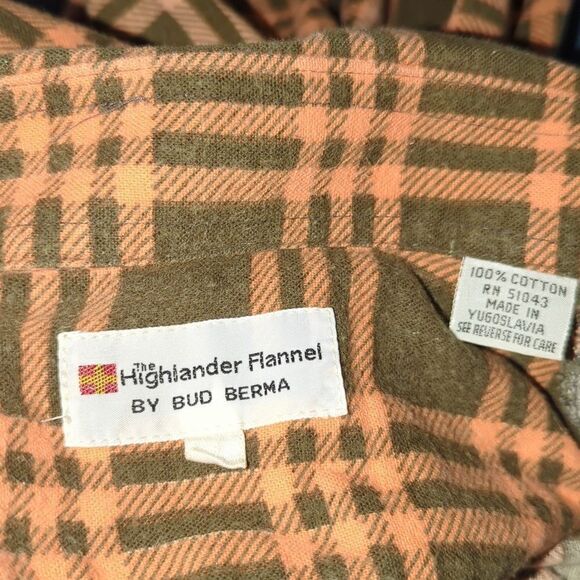 The
Highlander Flannel
BY BUD BERMA
100% COTTON
RN 51043
MADE IN
YUGOSLAVIA
SEE REVERSE FOR CARE